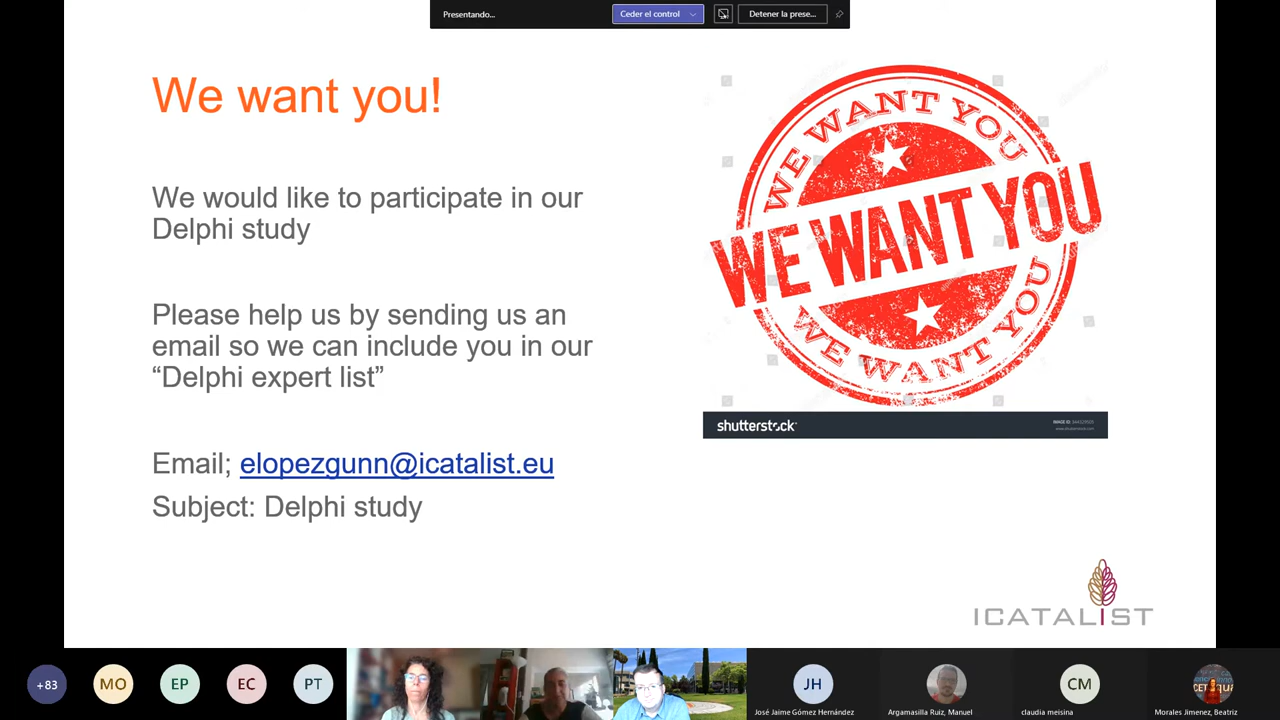 Presentando...
Ceder el control
Detener la prese...
We want you!
We would like to participate in our
Delphi study
Please help us by sending us an
email so we can include you in our
“Delphi expert list”
Email; elopezgunn@icatalist.eu
Subject: Delphi study
WE WANT YOU
WE WANT YOU
WE WANT YOU
shutterstock
www.shutterstock.com
ICATALIST
+83
MO
EP
EC
PT
JH
José Jaime Gómez Hernández
Argamasilla Ruiz, Manuel
CM
claudia meisina
Morales Jimenez, Beatriz